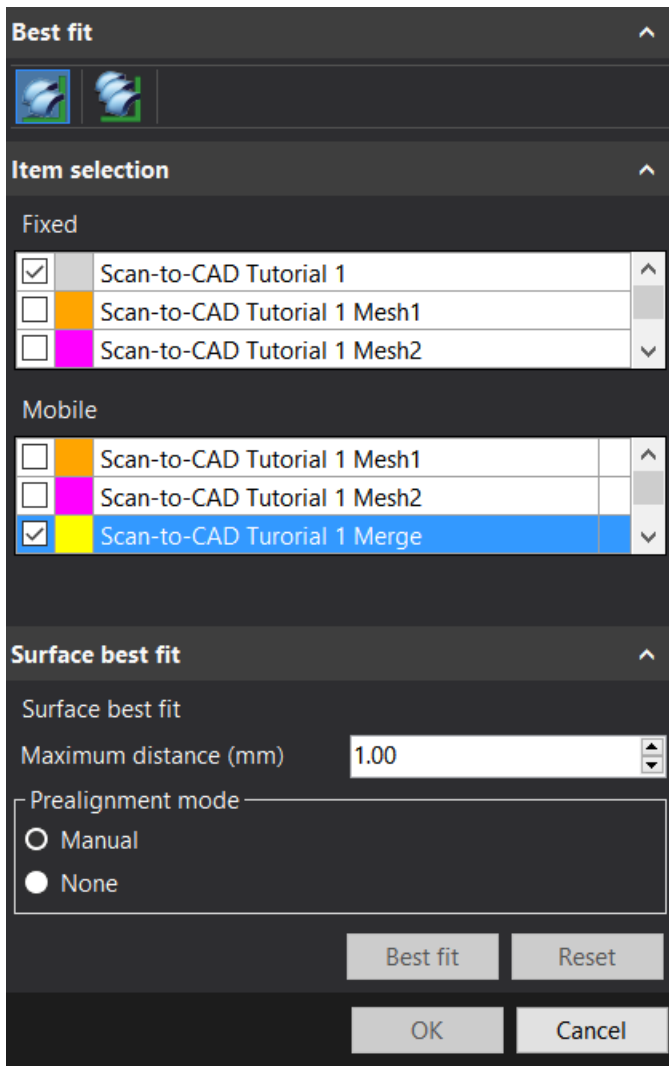 Best fit
Item selection
Fixed
Scan-to-CAD Tutorial 1
Scan-to-CAD Tutorial 1 Mesh1
Scan-to-CAD Tutorial 1 Mesh2
Mobile
Scan-to-CAD Tutorial 1 Mesh1
Scan-to-CAD Tutorial 1 Mesh2
Scan-to-CAD Turorial 1 Merge
Surface best fit
Surface best fit
Maximum distance (mm) 1.00
Prealignment mode
Manual
None
Best fit Reset
OK Cancel